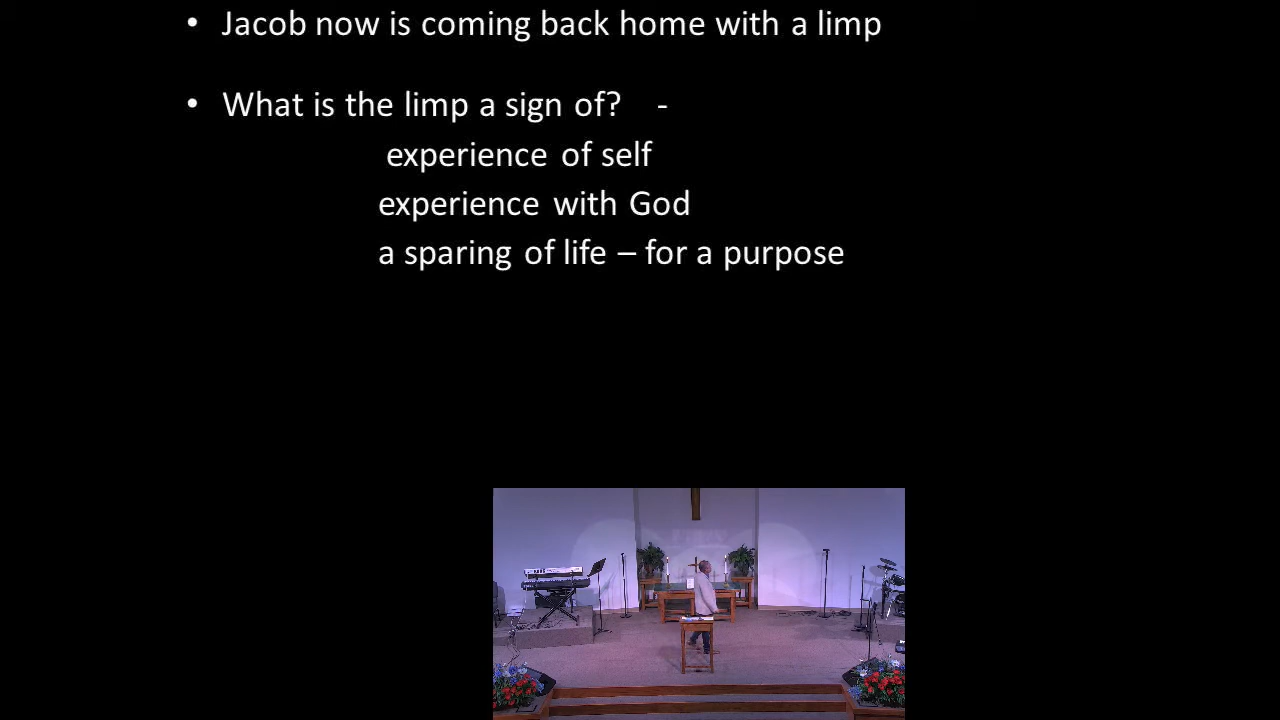 • Jacob now is coming back home with a limp
• What is the limp a sign of? -
experience of self
experience with God
a sparing of life – for a purpose